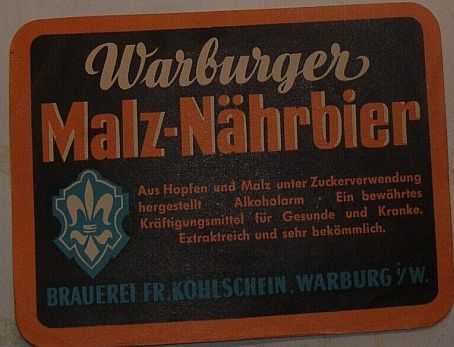 Warburger
Malz-Nährbier
Aus Hopfen und Malz unter Zuckerverwendung
hergestellt Alkoholarm Ein bewährtes
Kräftigungsmittel für Gesunde und Kranke.
Extraktreich und sehr bekömmlich.
BRAUEREI FR. KOHLSCHEIN, WARBURG i/W.